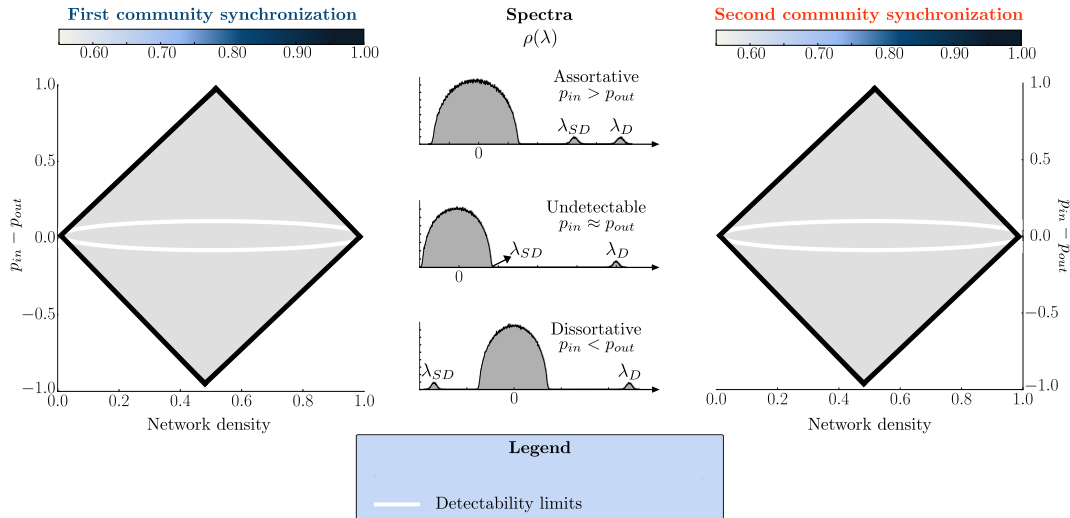 First community synchronization
0.60 0.70 0.80 0.90 1.00
1.0
0.5
0.0
−0.5
−1.0
p_in − p_out
0.0 0.2 0.4 0.6 0.8 1.0
Network density
Spectra
ρ(λ)
Assortative
p_in > p_out
λ_SD λ_D
0
Undetectable
p_in ≈ p_out
λ_SD λ_D
0
Dissortative
p_in < p_out
λ_SD λ_D
0
Second community synchronization
0.60 0.70 0.80 0.90 1.00
1.0
0.5
0.0
−0.5
−1.0
p_in − p_out
0.0 0.2 0.4 0.6 0.8 1.0
Network density
Legend
Detectability limits